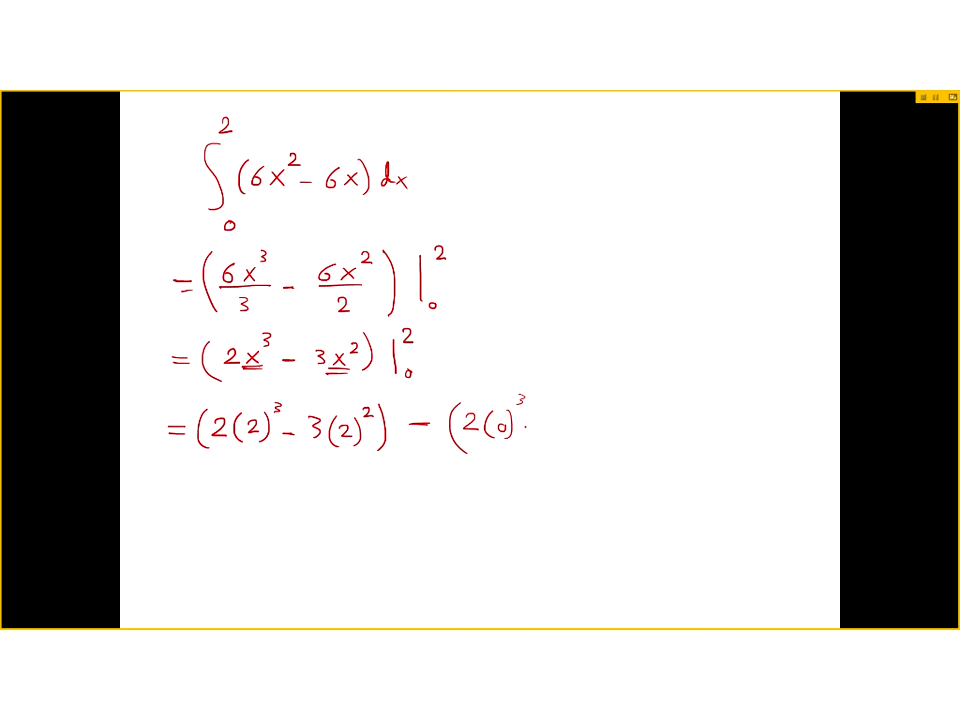 ∫₀² (6x² - 6x) dx
= (6x³/3 - 6x²/2) |₀²
= (2x³ - 3x²) |₀²
= (2(2)³ - 3(2)²) - (2(0)³